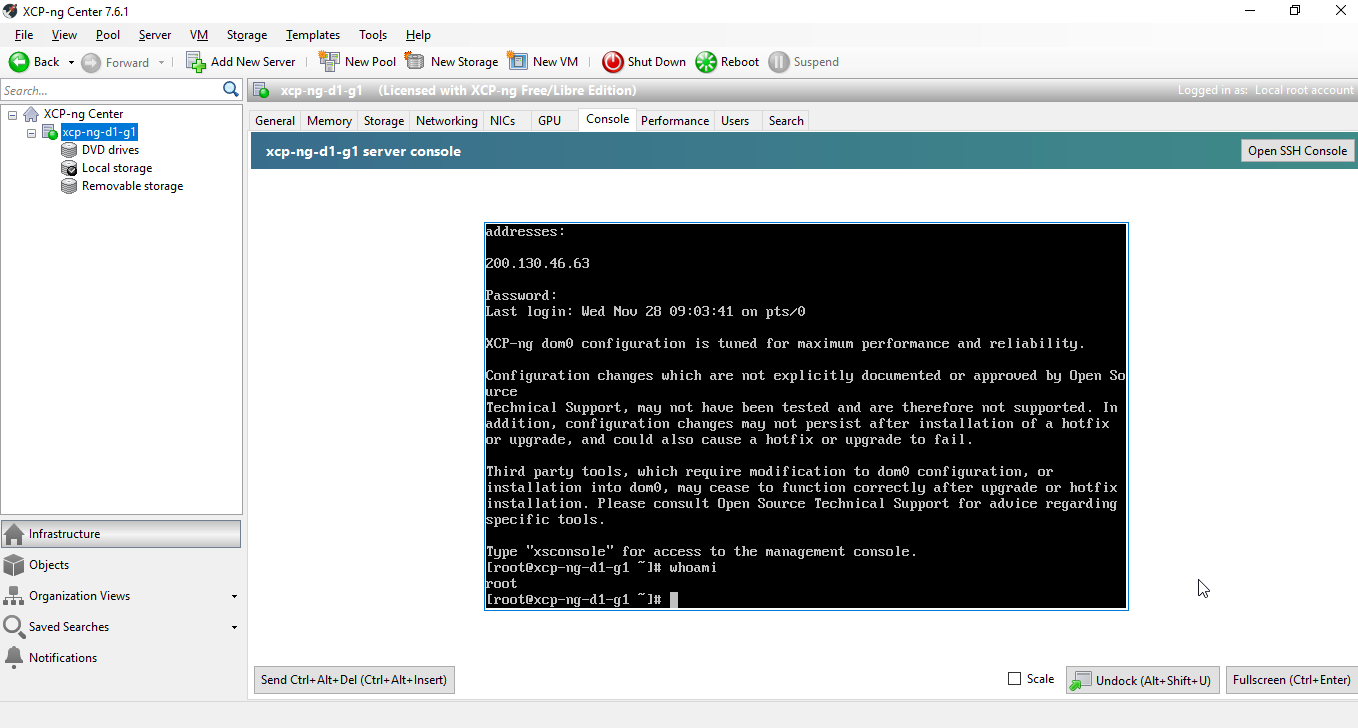 XCP-ng Center 7.6.1
File View Pool Server VM Storage Templates Tools Help
Back Forward Add New Server New Pool New Storage New VM Shut Down Reboot Suspend
Search...
xcp-ng-d1-g1 (Licensed with XCP-ng Free/Libre Edition) Logged in as: Local root account
XCP-ng Center
xcp-ng-d1-g1
DVD drives
Local storage
Removable storage
General Memory Storage Networking NICs GPU Console Performance Users Search
xcp-ng-d1-g1 server console Open SSH Console
addresses:
200.130.46.63
Password:
Last login: Wed Nov 28 09:03:41 on pts/0
XCP-ng dom0 configuration is tuned for maximum performance and reliability.
Configuration changes which are not explicitly documented or approved by Open So
urce
Technical Support, may not have been tested and are therefore not supported. In
addition, configuration changes may not persist after installation of a hotfix
or upgrade, and could also cause a hotfix or upgrade to fail.
Third party tools, which require modification to dom0 configuration, or
installation into dom0, may cease to function correctly after upgrade or hotfix
installation. Please consult Open Source Technical Support for advice regarding
specific tools.
Type "xsconsole" for access to the management console.
[root@xcp-ng-d1-g1 ~]# whoami
root
[root@xcp-ng-d1-g1 ~]#
Infrastructure
Objects
Organization Views
Saved Searches
Notifications
Send Ctrl+Alt+Del (Ctrl+Alt+Insert) Scale Undock (Alt+Shift+U) Fullscreen (Ctrl+Enter)